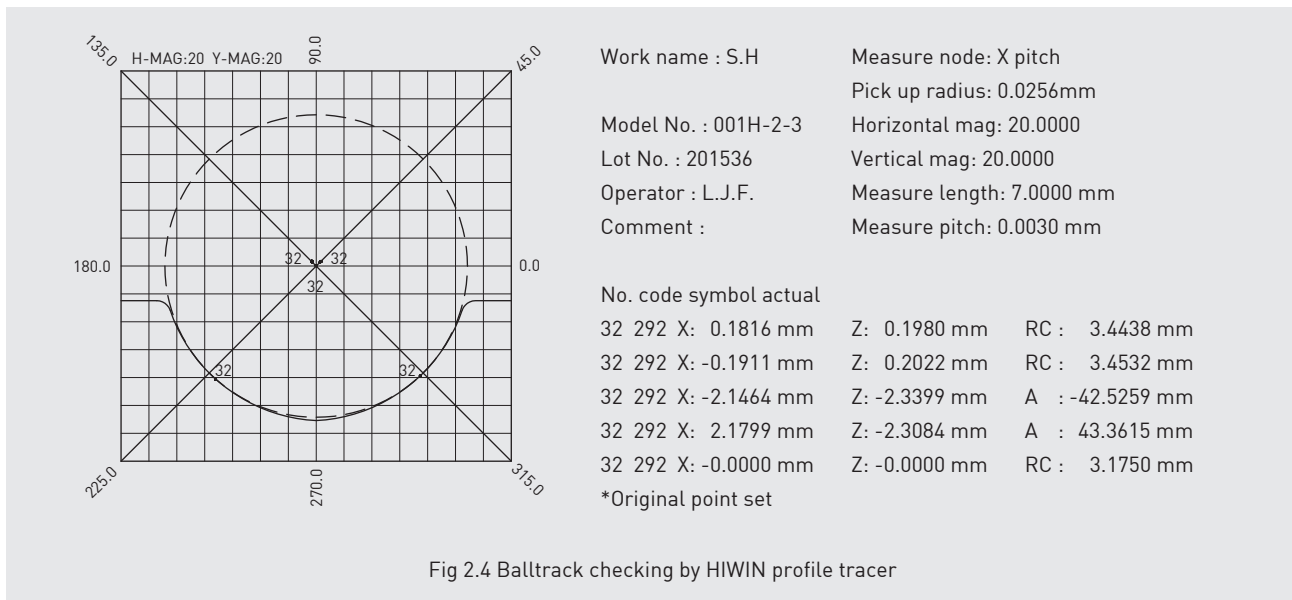 135.0
H-MAG:20 Y-MAG:20
90.0
45.0
180.0
0.0
32 32
32
32 32
225.0
270.0
315.0
Work name : S.H Measure node: X pitch
Pick up radius: 0.0256mm
Model No. : 001H-2-3 Horizontal mag: 20.0000
Lot No. : 201536 Vertical mag: 20.0000
Operator : L.J.F. Measure length: 7.0000 mm
Comment : Measure pitch: 0.0030 mm
No. code symbol actual
32 292 X: 0.1816 mm Z: 0.1980 mm RC : 3.4438 mm
32 292 X: -0.1911 mm Z: 0.2022 mm RC : 3.4532 mm
32 292 X: -2.1464 mm Z: -2.3399 mm A : -42.5259 mm
32 292 X: 2.1799 mm Z: -2.3084 mm A : 43.3615 mm
32 292 X: -0.0000 mm Z: -0.0000 mm RC : 3.1750 mm
*Original point set
Fig 2.4 Balltrack checking by HIWIN profile tracer